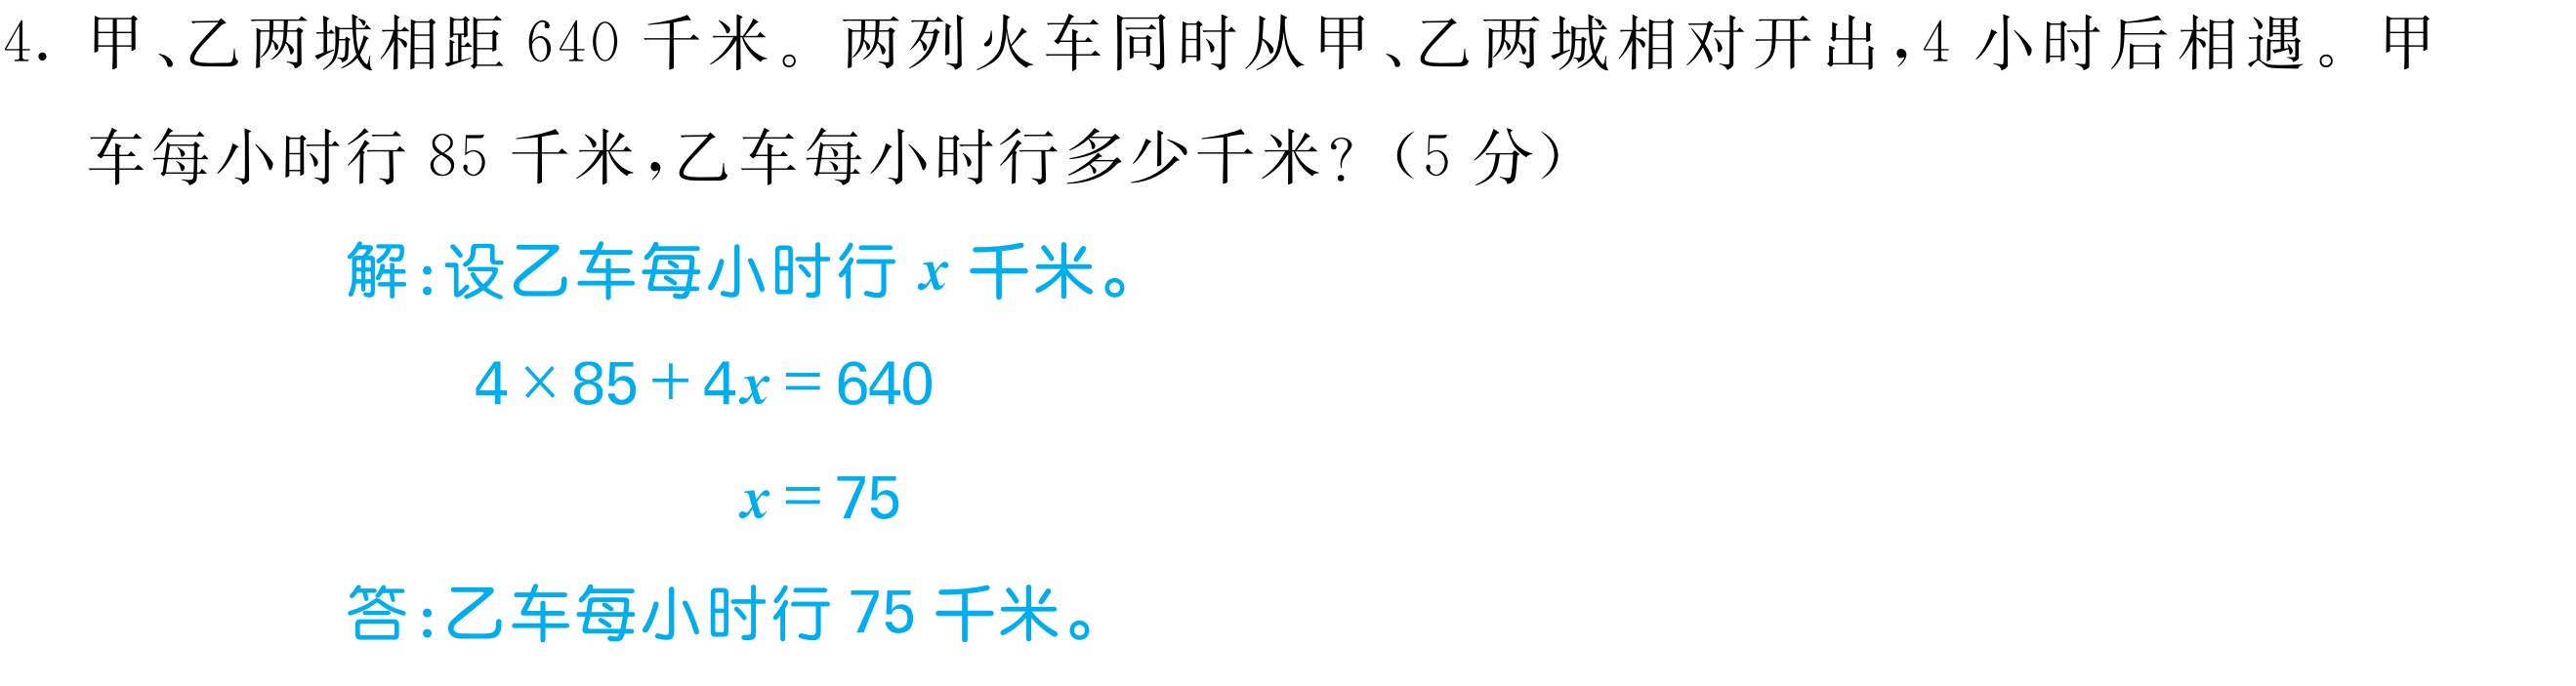 4. 甲、乙两城相距 640 千米。两列火车同时从甲、乙两城相对开出,4 小时后相遇。甲
车每小时行 85 千米,乙车每小时行多少千米?(5 分)
解:设乙车每小时行 x 千米。
4×85+4x=640
x=75
答:乙车每小时行 75 千米。